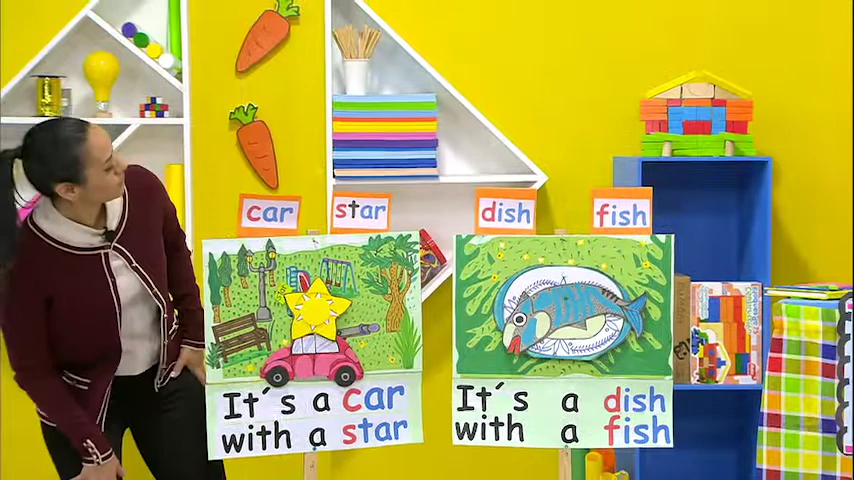 car
star
dish
fish
It's a car
with a star
It's a dish
with a fish